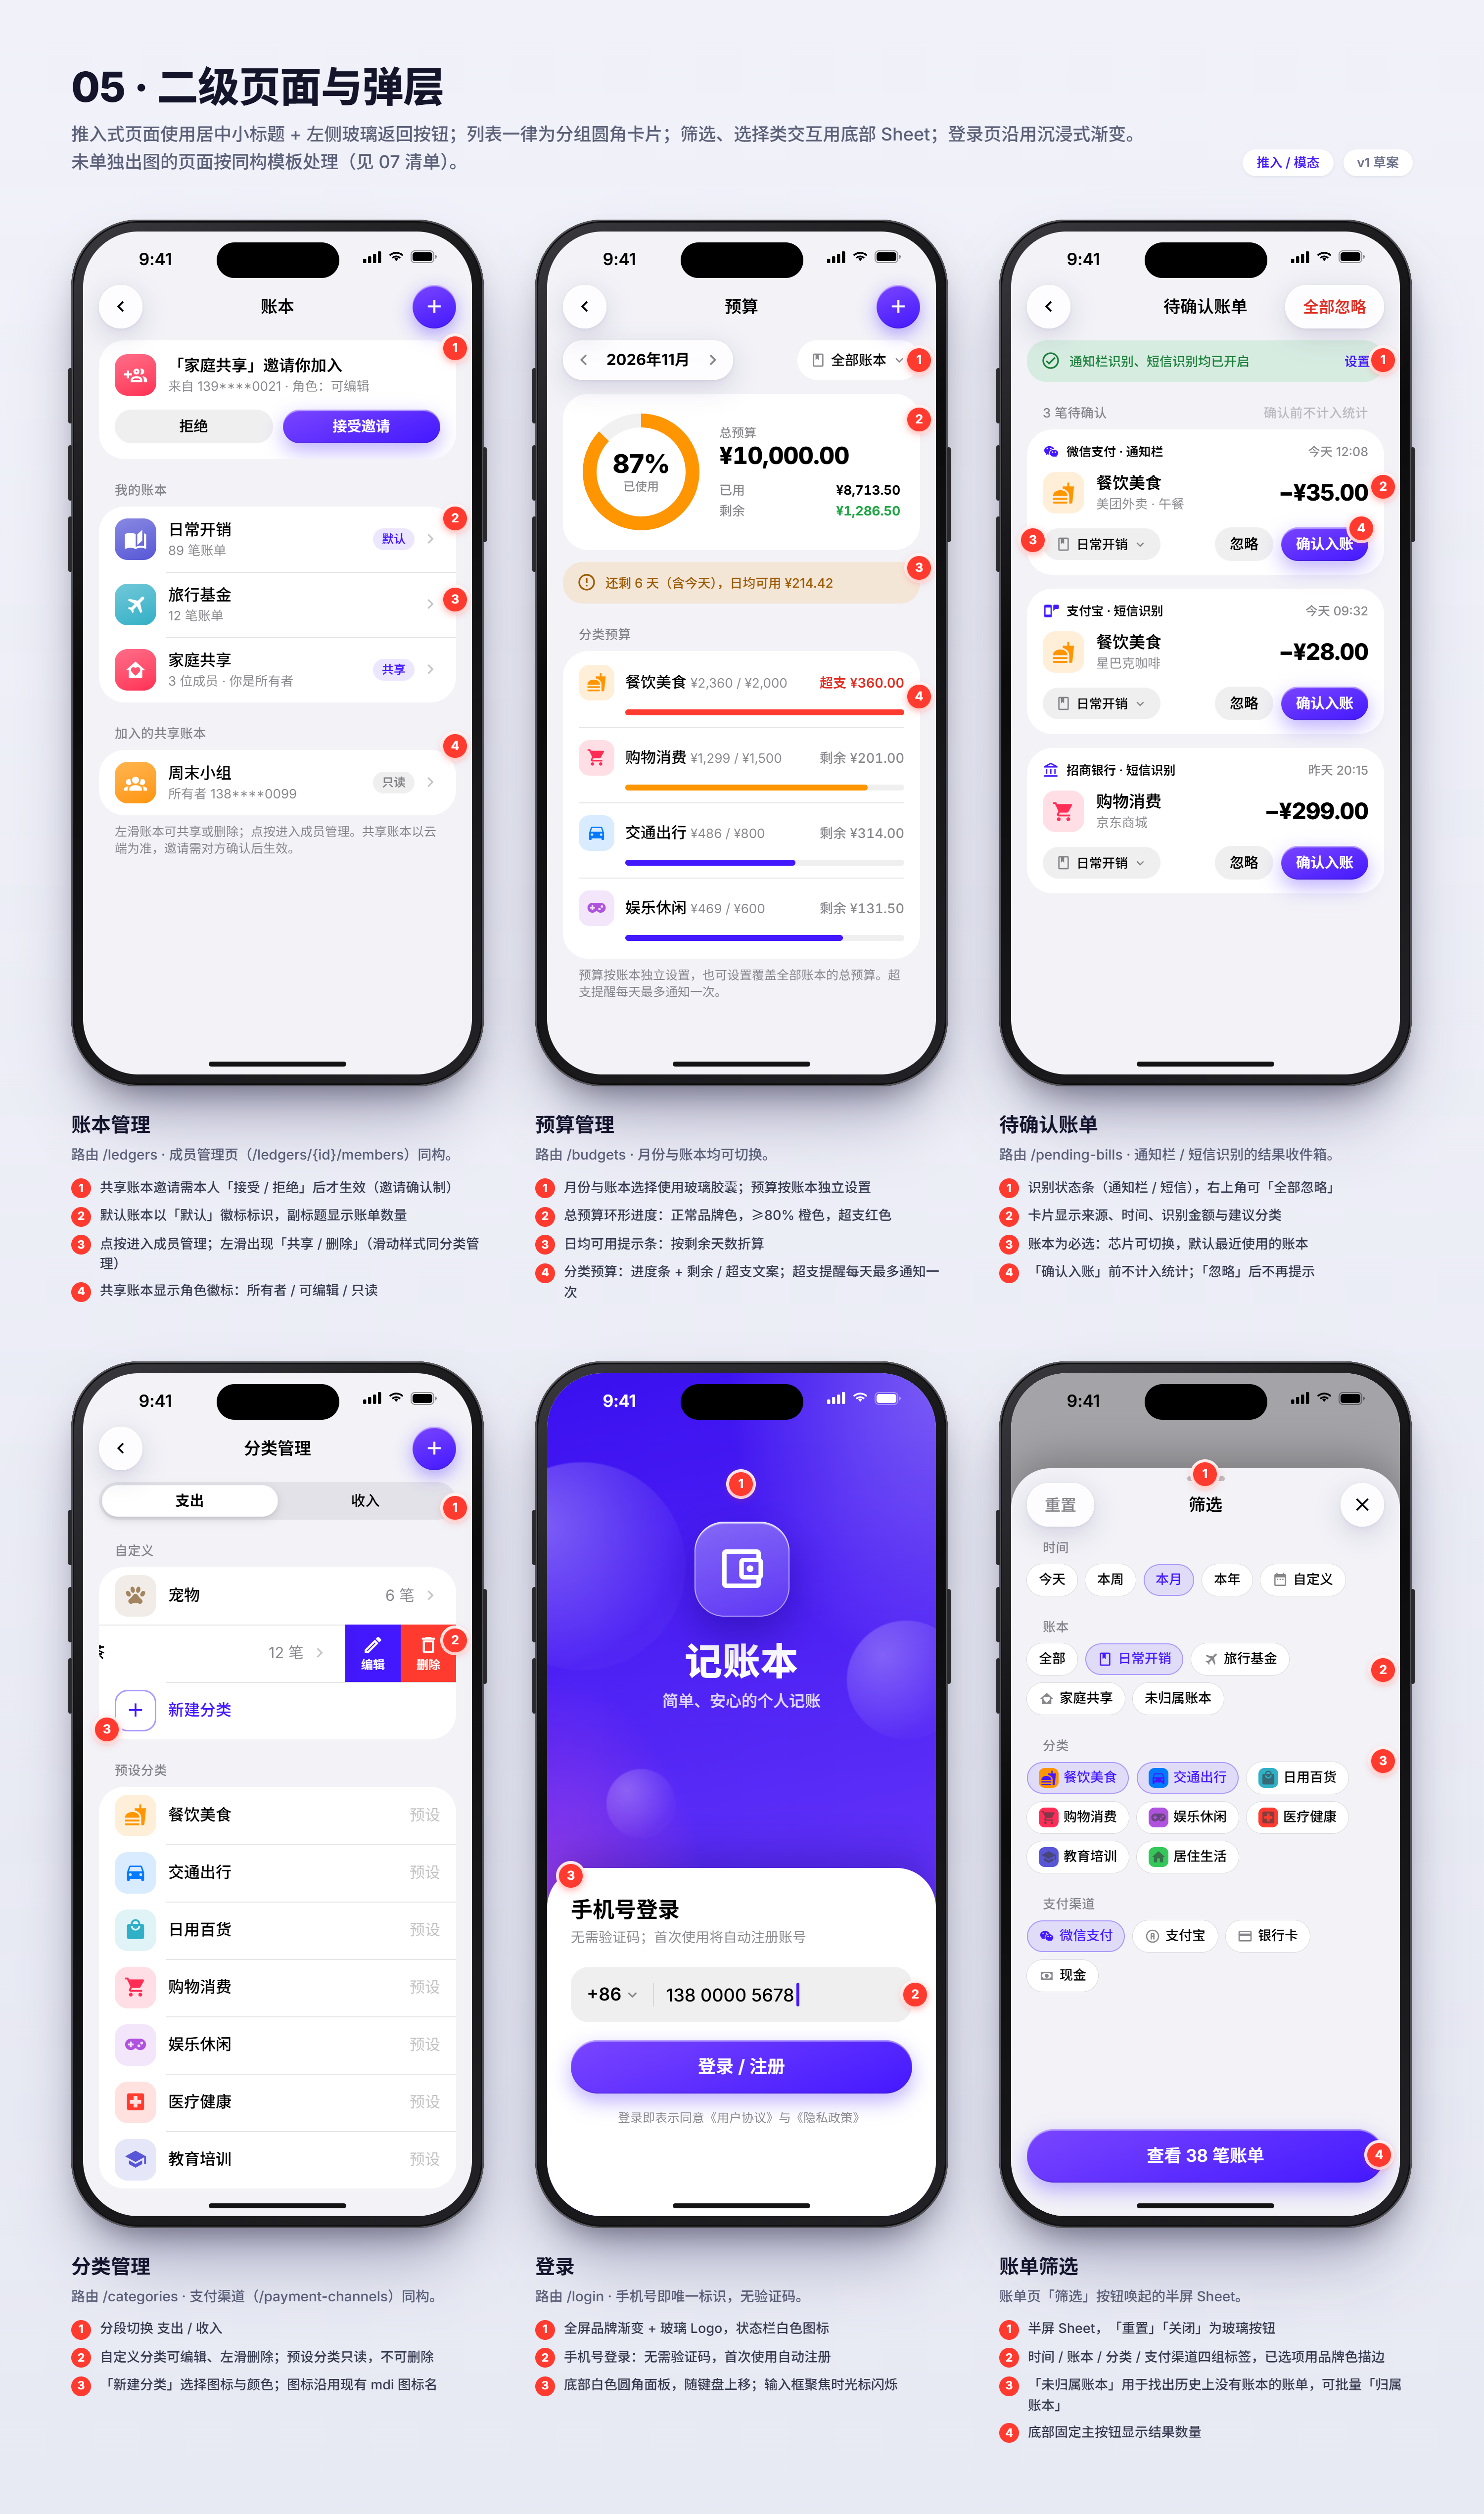 05 · 二级页面与弹层
推入式页面使用居中小标题 + 左侧玻璃返回按钮；列表一律为分组圆角卡片；筛选、选择类交互用底部 Sheet；登录页沿用沉浸式渐变。
未单独出图的页面按同构模板处理（见 07 清单）。
推入 / 模态
v1 草案
9:41
账本
1
「家庭共享」邀请你加入
来自 139****0021 · 角色：可编辑
拒绝
接受邀请
我的账本
2
日常开销
89 笔账单
默认
旅行基金
12 笔账单
3
家庭共享
3 位成员 · 你是所有者
共享
加入的共享账本
4
周末小组
所有者 138****0099
只读
左滑账本可共享或删除；点按进入成员管理。共享账本以云
端为准，邀请需对方确认后生效。
账本管理
路由 /ledgers · 成员管理页（/ledgers/{id}/members）同构。
1 共享账本邀请需本人「接受 / 拒绝」后才生效（邀请确认制）
2 默认账本以「默认」徽标标识，副标题显示账单数量
3 点按进入成员管理；左滑出现「共享 / 删除」（滑动样式同分类管
理）
4 共享账本显示角色徽标：所有者 / 可编辑 / 只读
9:41
预算
2026年11月
全部账本
1
2
87%
已使用
总预算
¥10,000.00
已用 ¥8,713.50
剩余 ¥1,286.50
还剩 6 天（含今天），日均可用 ¥214.42
3
分类预算
餐饮美食 ¥2,360 / ¥2,000 超支 ¥360.00
4
购物消费 ¥1,299 / ¥1,500 剩余 ¥201.00
交通出行 ¥486 / ¥800 剩余 ¥314.00
娱乐休闲 ¥469 / ¥600 剩余 ¥131.50
预算按账本独立设置，也可设置覆盖全部账本的总预算。超
支提醒每天最多通知一次。
预算管理
路由 /budgets · 月份与账本均可切换。
1 月份与账本选择使用玻璃胶囊；预算按账本独立设置
2 总预算环形进度：正常品牌色，≥80% 橙色，超支红色
3 日均可用提示条：按剩余天数折算
4 分类预算：进度条 + 剩余 / 超支文案；超支提醒每天最多通知一
次
9:41
待确认账单
全部忽略
通知栏识别、短信识别均已开启
设置
1
3 笔待确认
确认前不计入统计
微信支付 · 通知栏
今天 12:08
餐饮美食
美团外卖 · 午餐
−¥35.00
2
3
日常开销
忽略
确认入账
4
支付宝 · 短信识别
今天 09:32
餐饮美食
星巴克咖啡
−¥28.00
日常开销
忽略
确认入账
招商银行 · 短信识别
昨天 20:15
购物消费
京东商城
−¥299.00
日常开销
忽略
确认入账
待确认账单
路由 /pending-bills · 通知栏 / 短信识别的结果收件箱。
1 识别状态条（通知栏 / 短信），右上角可「全部忽略」
2 卡片显示来源、时间、识别金额与建议分类
3 账本为必选：芯片可切换，默认最近使用的账本
4 「确认入账」前不计入统计；「忽略」后不再提示
9:41
分类管理
支出
收入
1
自定义
宠物
6 笔
12 笔
编辑
删除
2
新建分类
3
预设分类
餐饮美食 预设
交通出行 预设
日用百货 预设
购物消费 预设
娱乐休闲 预设
医疗健康 预设
教育培训 预设
分类管理
路由 /categories · 支付渠道（/payment-channels）同构。
1 分段切换 支出 / 收入
2 自定义分类可编辑、左滑删除；预设分类只读，不可删除
3 「新建分类」选择图标与颜色；图标沿用现有 mdi 图标名
9:41
1
记账本
简单、安心的个人记账
3
手机号登录
无需验证码；首次使用将自动注册账号
+86
138 0000 5678
2
登录 / 注册
登录即表示同意《用户协议》与《隐私政策》
登录
路由 /login · 手机号即唯一标识，无验证码。
1 全屏品牌渐变 + 玻璃 Logo，状态栏白色图标
2 手机号登录：无需验证码，首次使用自动注册
3 底部白色圆角面板，随键盘上移；输入框聚焦时光标闪烁
9:41
1
重置
筛选
时间
今天 本周 本月 本年 自定义
账本
全部 日常开销 旅行基金
2
家庭共享 未归属账本
分类
3
餐饮美食 交通出行 日用百货
购物消费 娱乐休闲 医疗健康
教育培训 居住生活
支付渠道
微信支付 支付宝 银行卡
现金
查看 38 笔账单
4
账单筛选
账单页「筛选」按钮唤起的半屏 Sheet。
1 半屏 Sheet，「重置」「关闭」为玻璃按钮
2 时间 / 账本 / 分类 / 支付渠道四组标签，已选项用品牌色描边
3 「未归属账本」用于找出历史上没有账本的账单，可批量「归属
账本」
4 底部固定主按钮显示结果数量